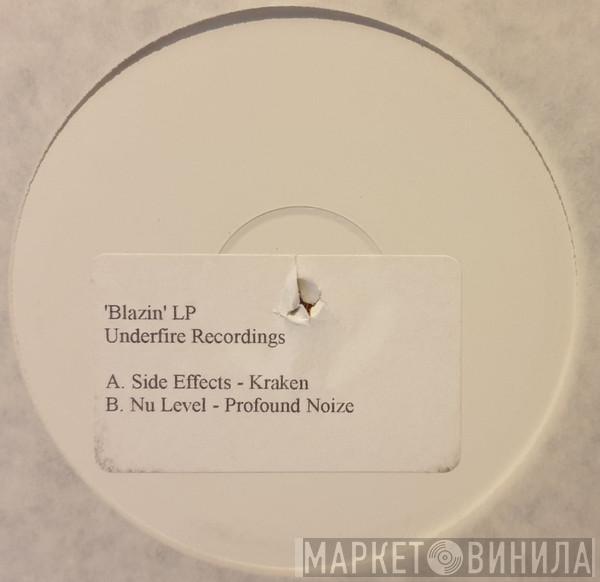 'Blazin' LP
Underfire Recordings
A. Side Effects - Kraken
B. Nu Level - Profound Noize
МАРКЕТ ВИНИЛА